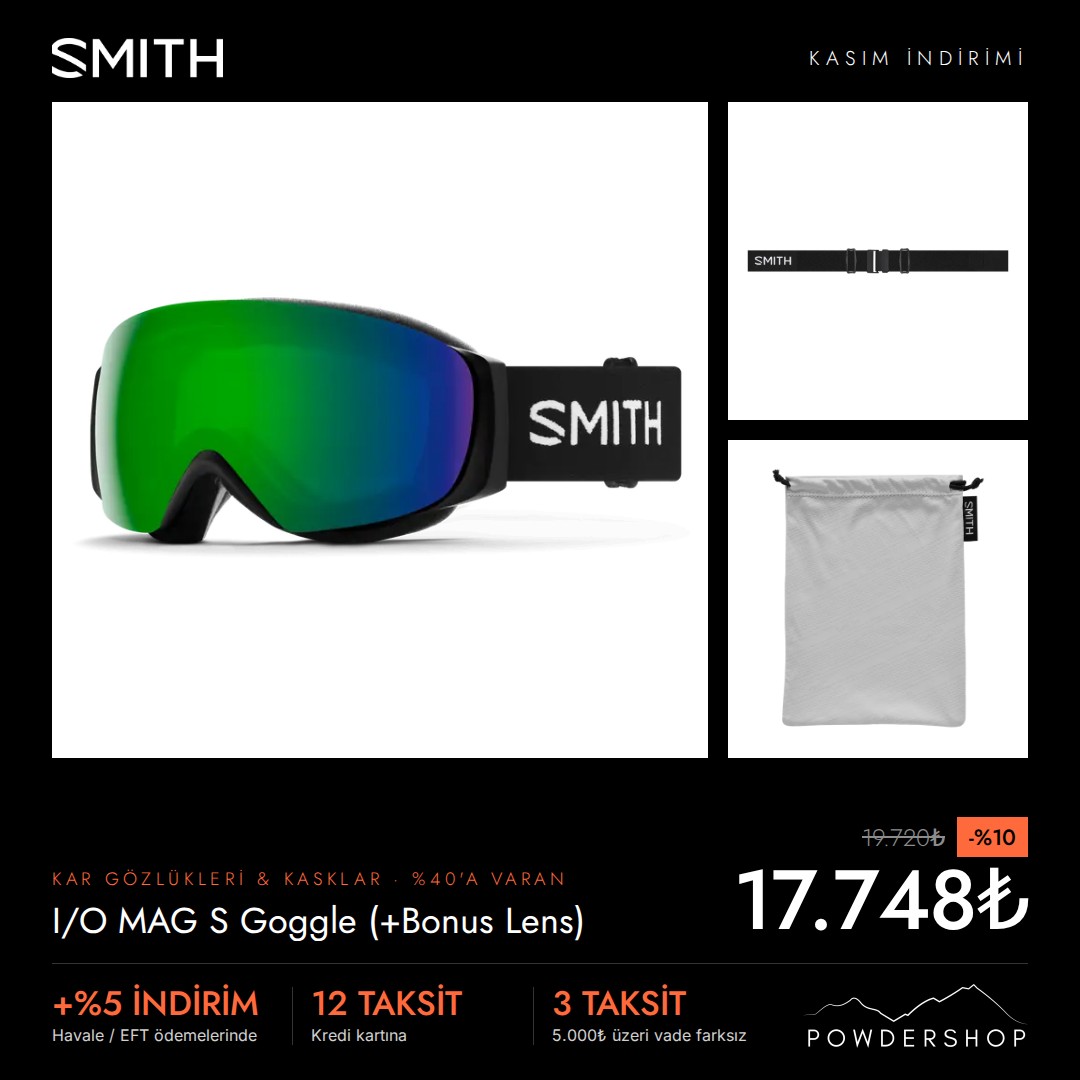 SMITH
KASIM İNDİRİMİ
SMITH
SMITH
SMITH
19.720₺
-%10
KAR GÖZLÜKLERİ & KASKLAR · %40'A VARAN
17.748₺
I/O MAG S Goggle (+Bonus Lens)
+%5 İNDİRİM
Havale / EFT ödemelerinde
12 TAKSİT
Kredi kartına
3 TAKSİT
5.000₺ üzeri vade farksız
POWDERSHOP